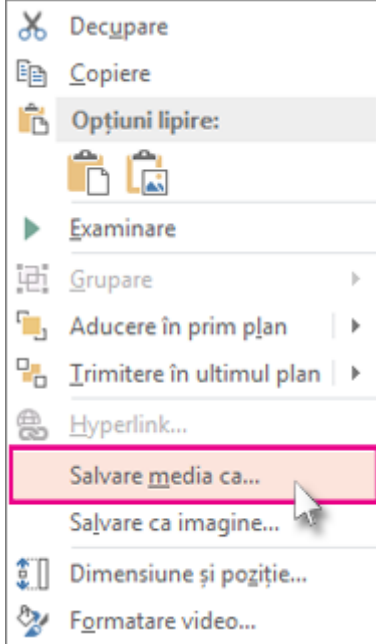 Decupare
Copiere
Opțiuni lipire:
Examinare
Grupare
Aducere în prim plan
Trimitere în ultimul plan
Hyperlink...
Salvare media ca...
Salvare ca imagine...
Dimensiune și poziție...
Formatare video...